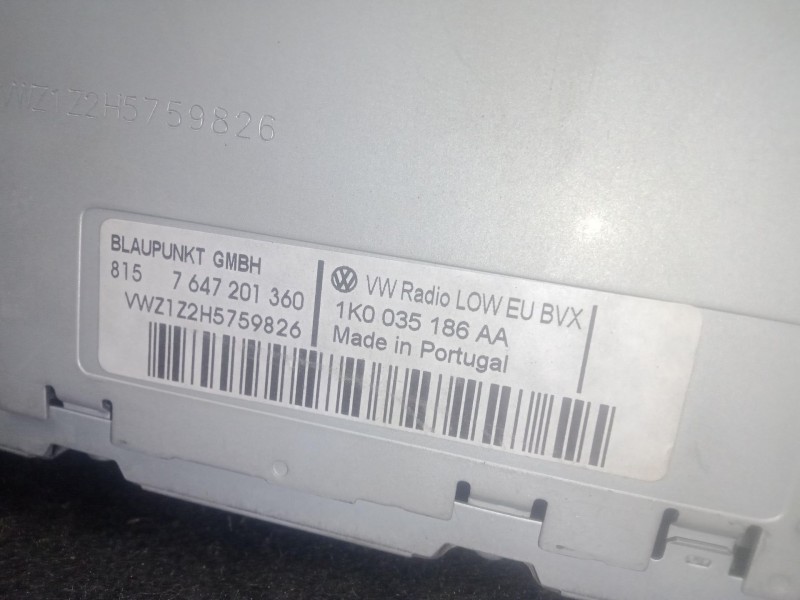 VWZ1Z2H5759826
BLAUPUNKT GMBH
815 7 647 201 360
VWZ1Z2H5759826
VW Radio LOW EU BVX
1K0 035 186 AA
Made in Portugal